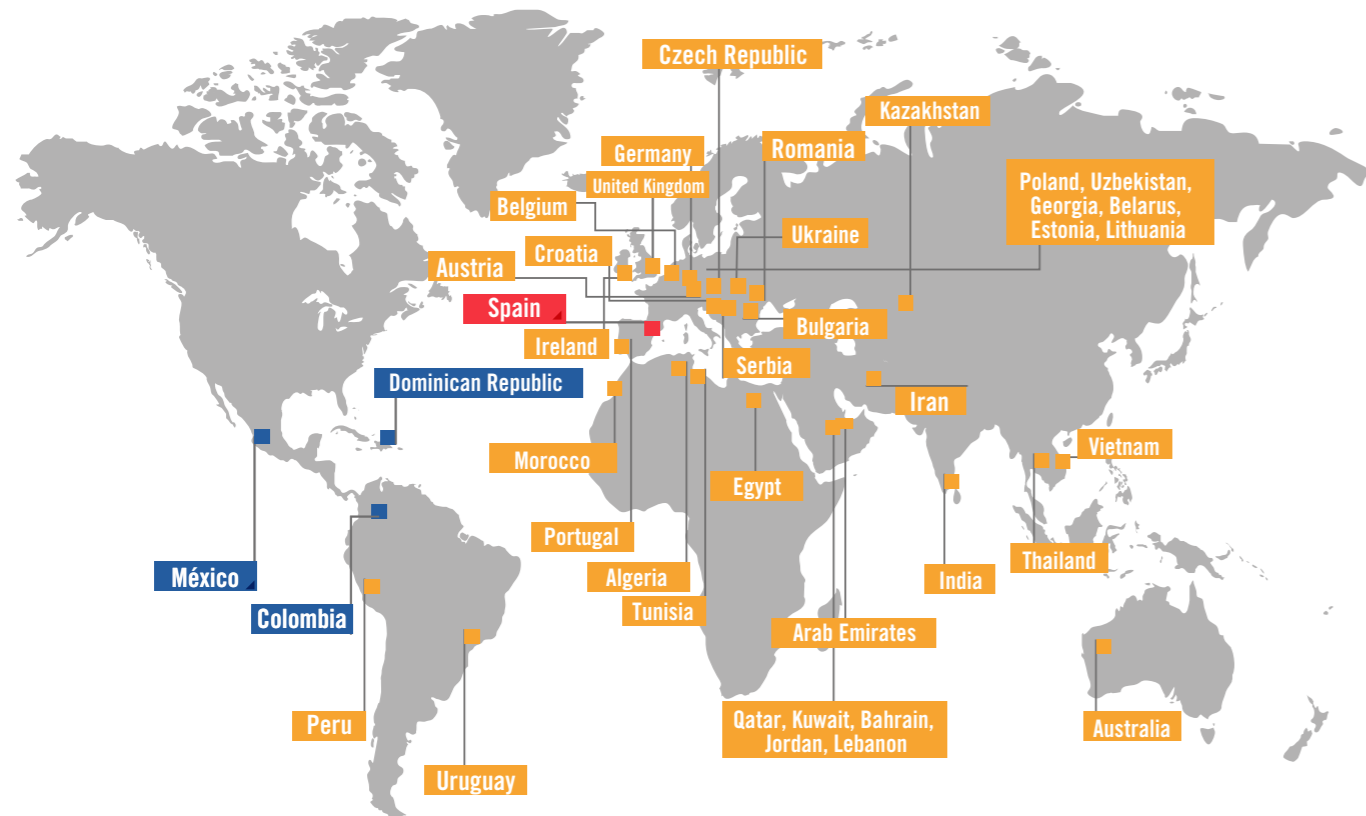 Czech Republic
Kazakhstan
Germany
Romania
United Kingdom
Poland, Uzbekistan,
Georgia, Belarus,
Estonia, Lithuania
Belgium
Ukraine
Croatia
Austria
Spain
Bulgaria
Ireland
Serbia
Dominican Republic
Iran
Morocco
Vietnam
Egypt
Portugal
Thailand
México
Algeria
India
Colombia
Tunisia
Arab Emirates
Peru
Qatar, Kuwait, Bahrain,
Jordan, Lebanon
Australia
Uruguay